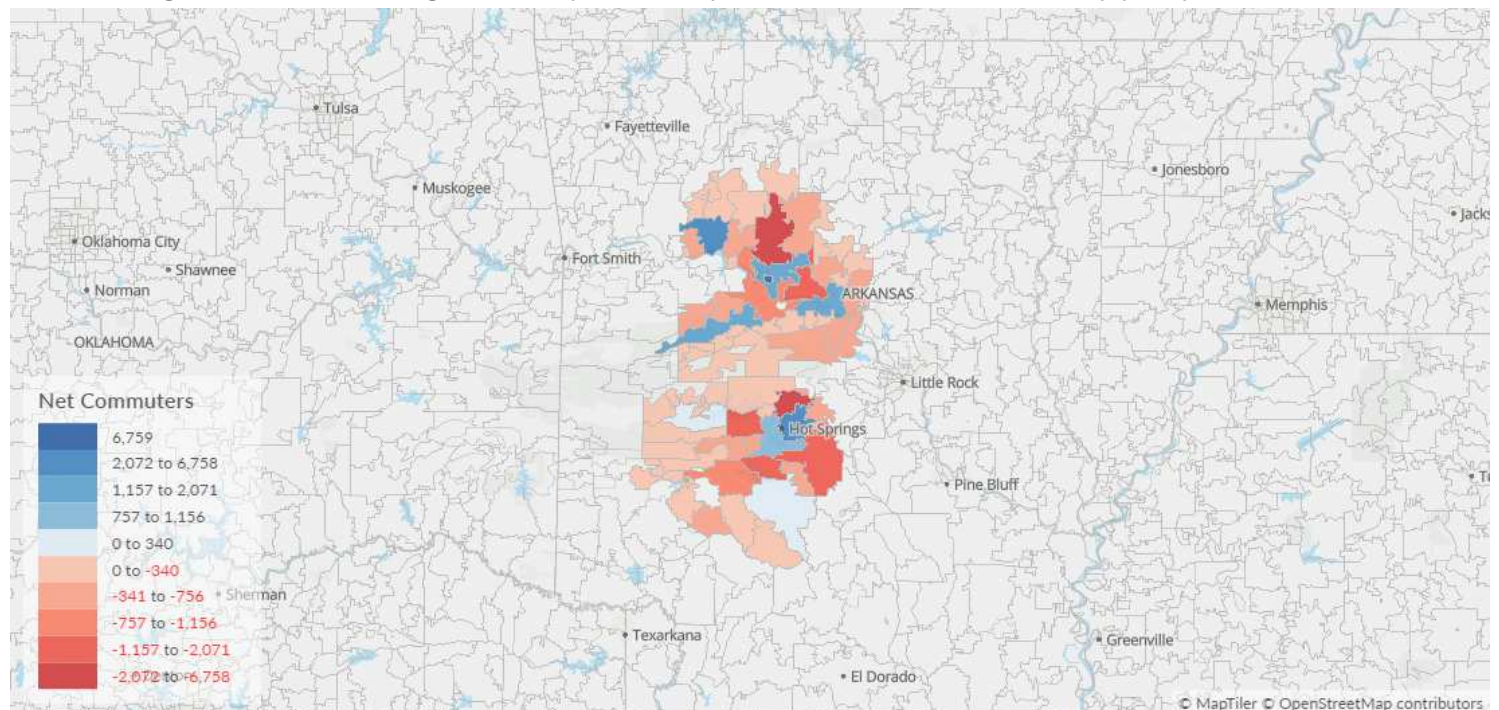 Tulsa
Fayetteville
Jonesboro
Muskogee
Oklahoma City
Shawnee
Norman
Fort Smith
ARKANSAS
Memphis
OKLAHOMA
Little Rock
Hot Springs
Pine Bluff
Net Commuters
6,759
2,072 to 6,758
1,157 to 2,071
757 to 1,156
0 to 340
0 to -340
-341 to -756
-757 to -1,156
-1,157 to -2,071
-2,072 to -6,758
Sherman
Texarkana
Greenville
El Dorado
© MapTiler © OpenStreetMap contributors